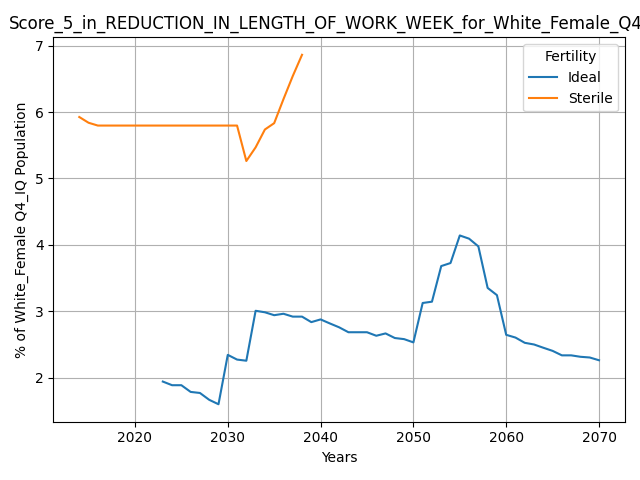 Score_5_in_REDUCTION_IN_LENGTH_OF_WORK_WEEK_for_White_Female_Q4
% of White_Female Q4_IQ Population
7
6
5
4
3
2
Fertility
Ideal
Sterile
2020 2030 2040 2050 2060 2070
Years